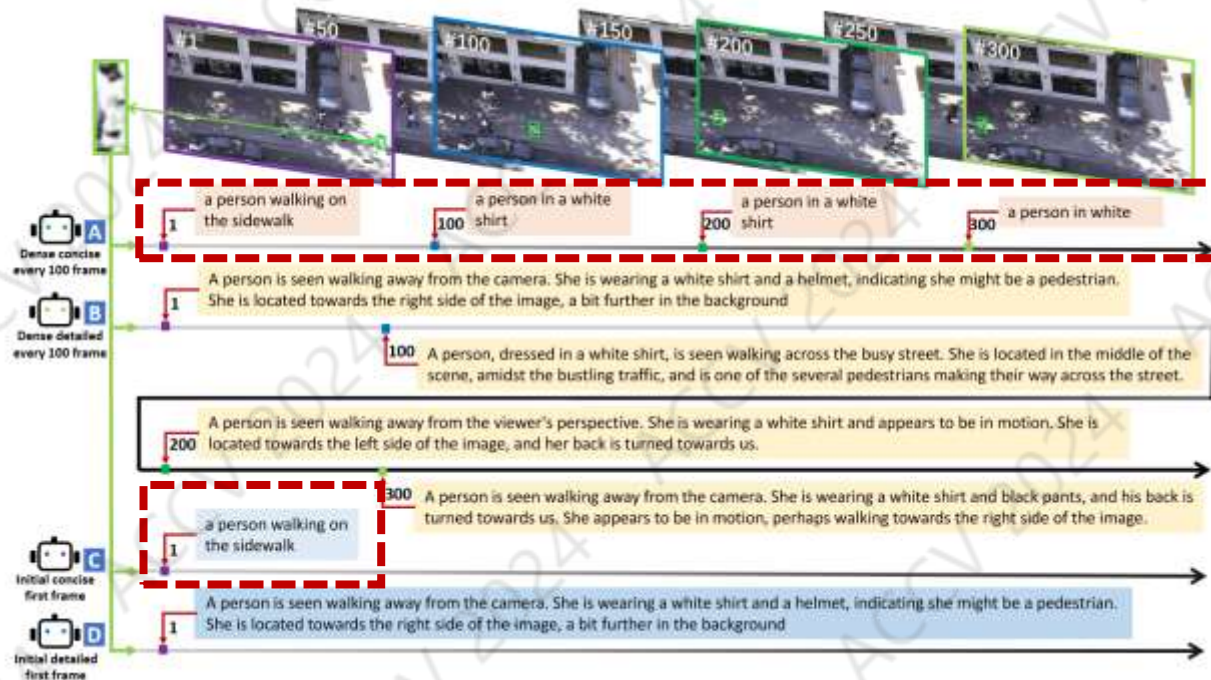 #1
#50
#100
#150
#200
#250
#300
a person walking on
the sidewalk
1
a person in a white
shirt
100
a person in a white
shirt
200
a person in white
300
A
Dense concise
every 100 frame
A person is seen walking away from the camera. She is wearing a white shirt and a helmet, indicating she might be a pedestrian.
She is located towards the right side of the image, a bit further in the background
1
B
Dense detailed
every 100 frame
100
A person, dressed in a white shirt, is seen walking across the busy street. She is located in the middle of the
scene, amidst the bustling traffic, and is one of the several pedestrians making their way across the street.
A person is seen walking away from the viewer's perspective. She is wearing a white shirt and appears to be in motion. She is
located towards the left side of the image, and her back is turned towards us.
200
300
A person is seen walking away from the camera. She is wearing a white shirt and black pants, and his back is
turned towards us. She appears to be in motion, perhaps walking towards the right side of the image.
a person walking on
the sidewalk
1
C
Initial concise
first frame
A person is seen walking away from the camera. She is wearing a white shirt and a helmet, indicating she might be a pedestrian.
She is located towards the right side of the image, a bit further in the background
1
D
Initial detailed
first frame
ACCV 2024
ACCV 2024
ACCV 2024
ACCV 2024